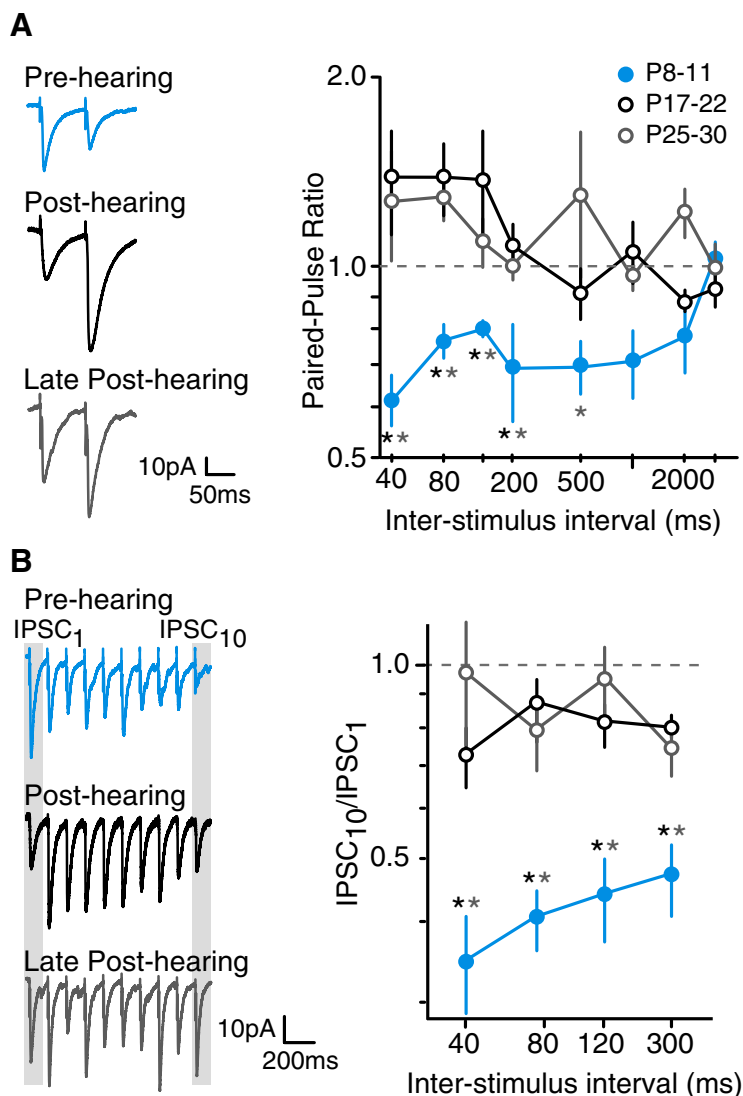 A
Pre-hearing
Post-hearing
Late Post-hearing
10pA
50ms
P8-11
P17-22
P25-30
Paired-Pulse Ratio
2.0
1.0
0.5
** ** ** ** *
40 80 200 500 2000
Inter-stimulus interval (ms)
B
Pre-hearing
IPSC1 IPSC10
Post-hearing
Late Post-hearing
10pA
200ms
IPSC10/IPSC1
1.0
0.5
** ** ** **
40 80 120 300
Inter-stimulus interval (ms)